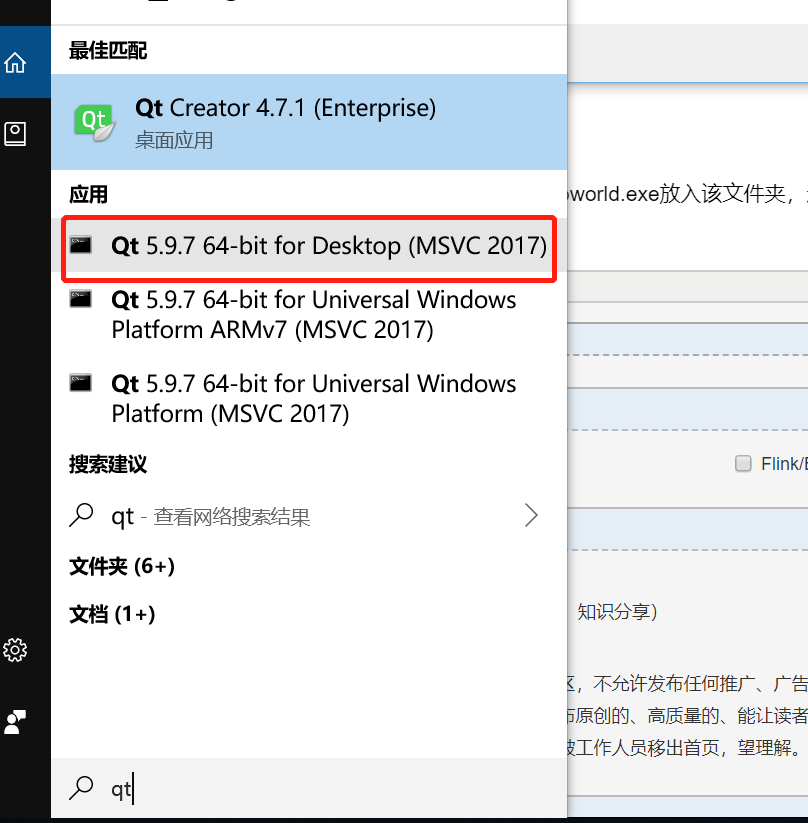 最佳匹配
Qt Creator 4.7.1 (Enterprise)
桌面应用
应用
Qt 5.9.7 64-bit for Desktop (MSVC 2017)
Qt 5.9.7 64-bit for Universal Windows
Platform ARMv7 (MSVC 2017)
Qt 5.9.7 64-bit for Universal Windows
Platform (MSVC 2017)
搜索建议
qt - 查看网络搜索结果
文件夹 (6+)
文档 (1+)
qt
oworld.exe放入该文件夹，
Flink/
知识分享）
区，不允许发布任何推广、广告
布原创的、高质量的、能让读者
被工作人员移出首页，望理解。